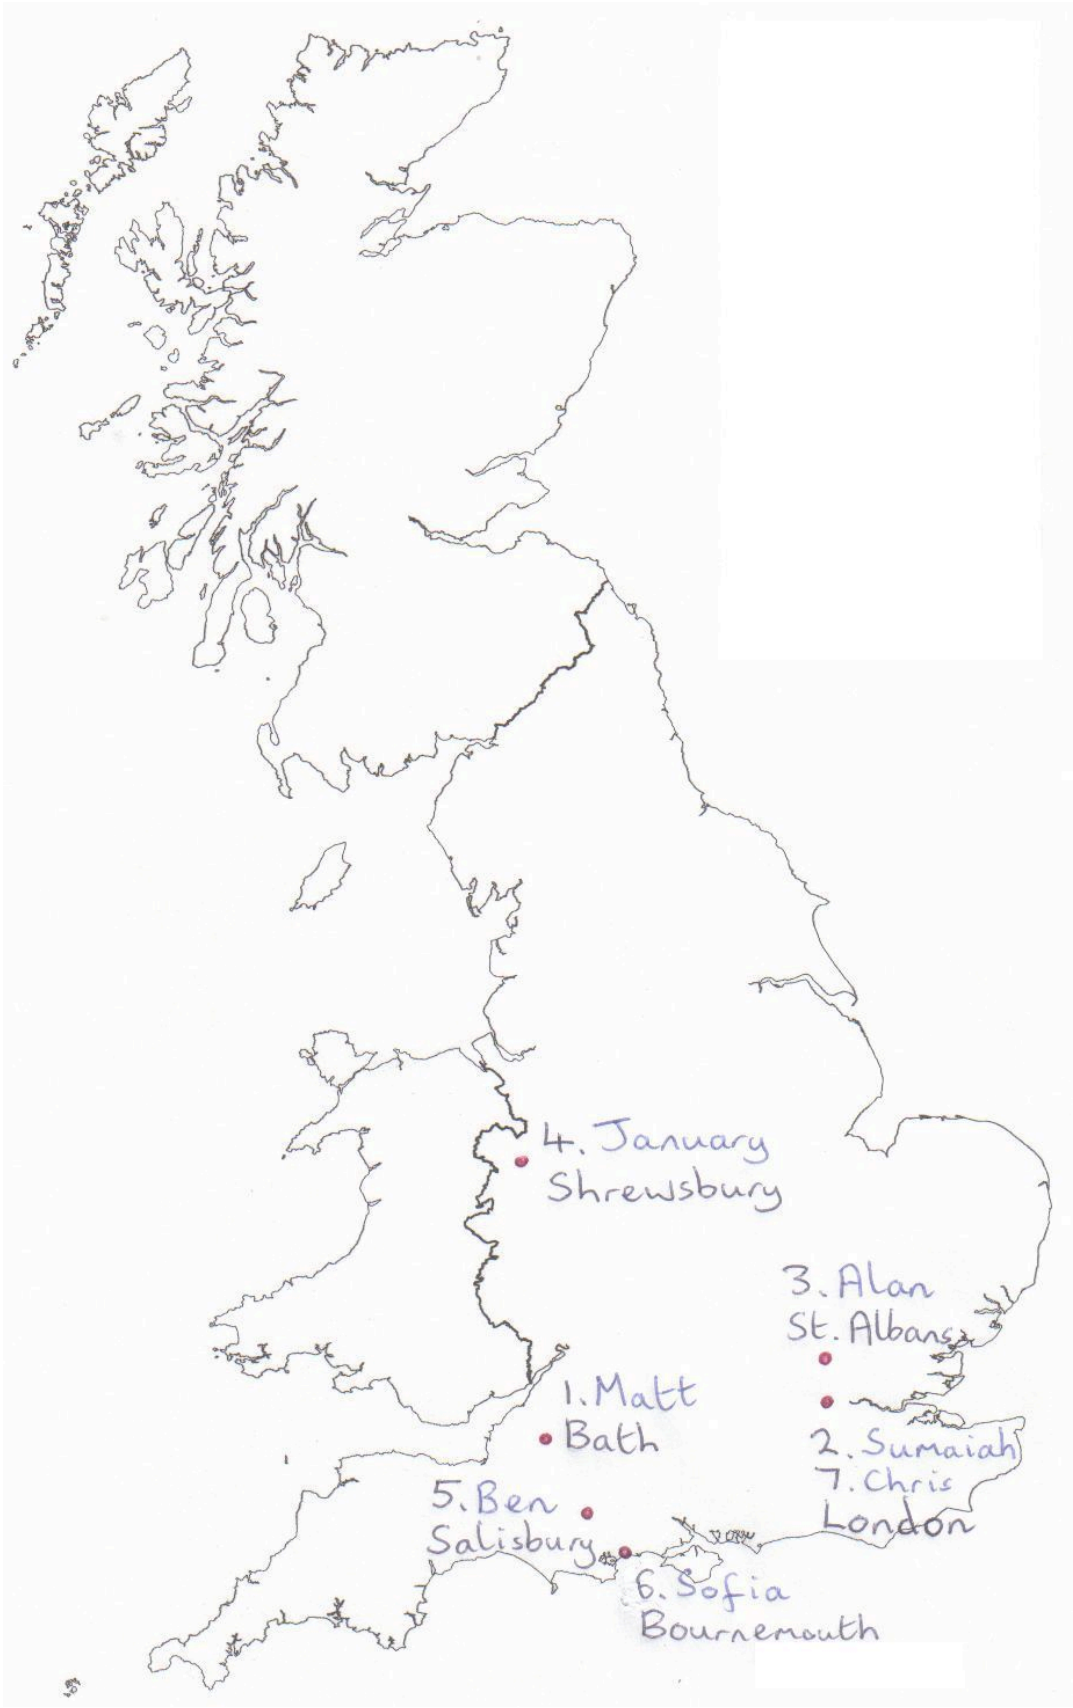 4. January
Shrewsbury
3. Alan
St. Albans
1. Matt
Bath
2. Sumaiah
7. Chris
London
5. Ben
Salisbury
6. Sofia
Bournemouth